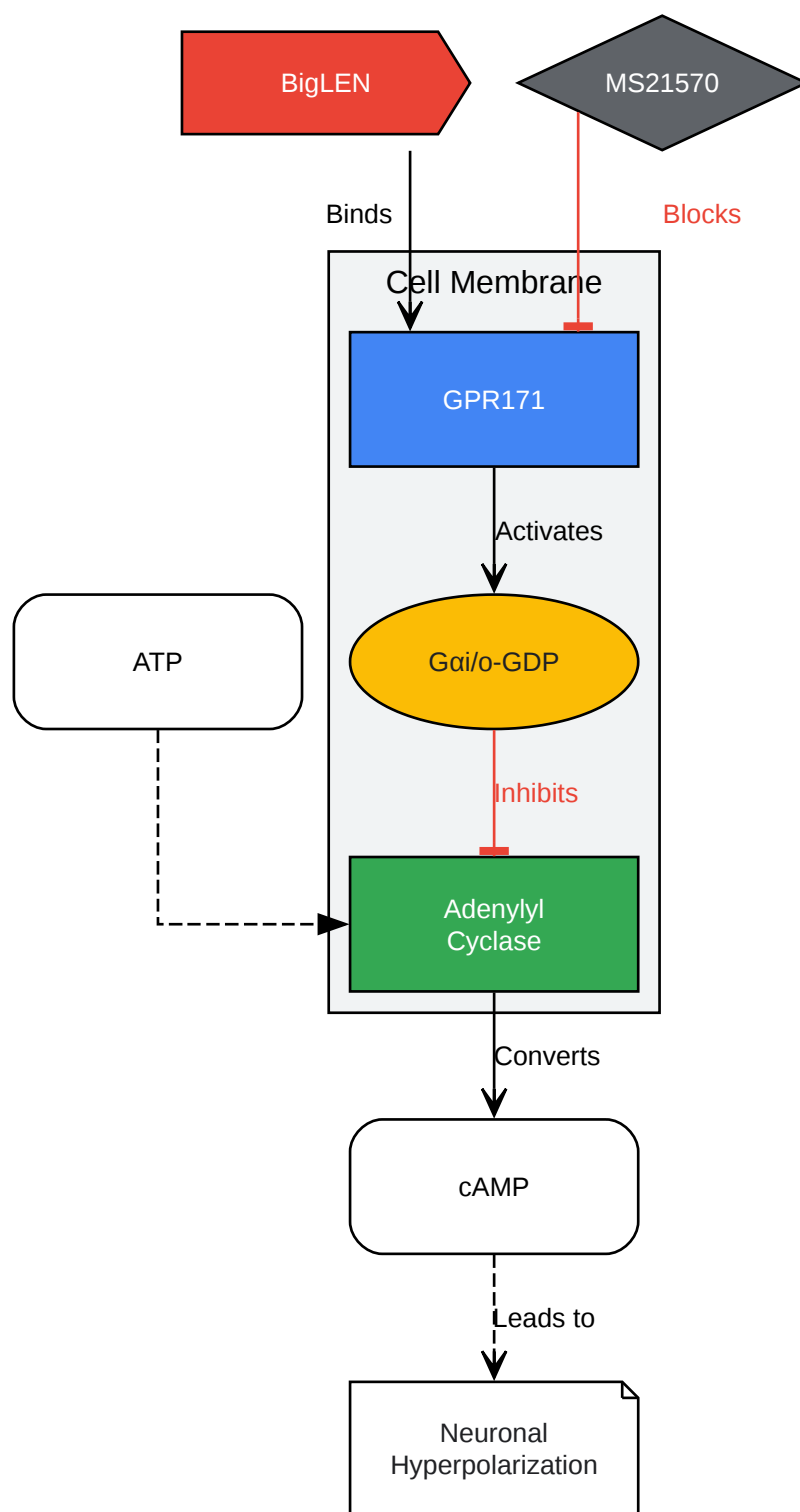 BigLEN
MS21570
Binds
Blocks
Cell Membrane
GPR171
Activates
ATP
Gαi/o-GDP
Inhibits
Adenylyl
Cyclase
Converts
cAMP
Leads to
Neuronal
Hyperpolarization